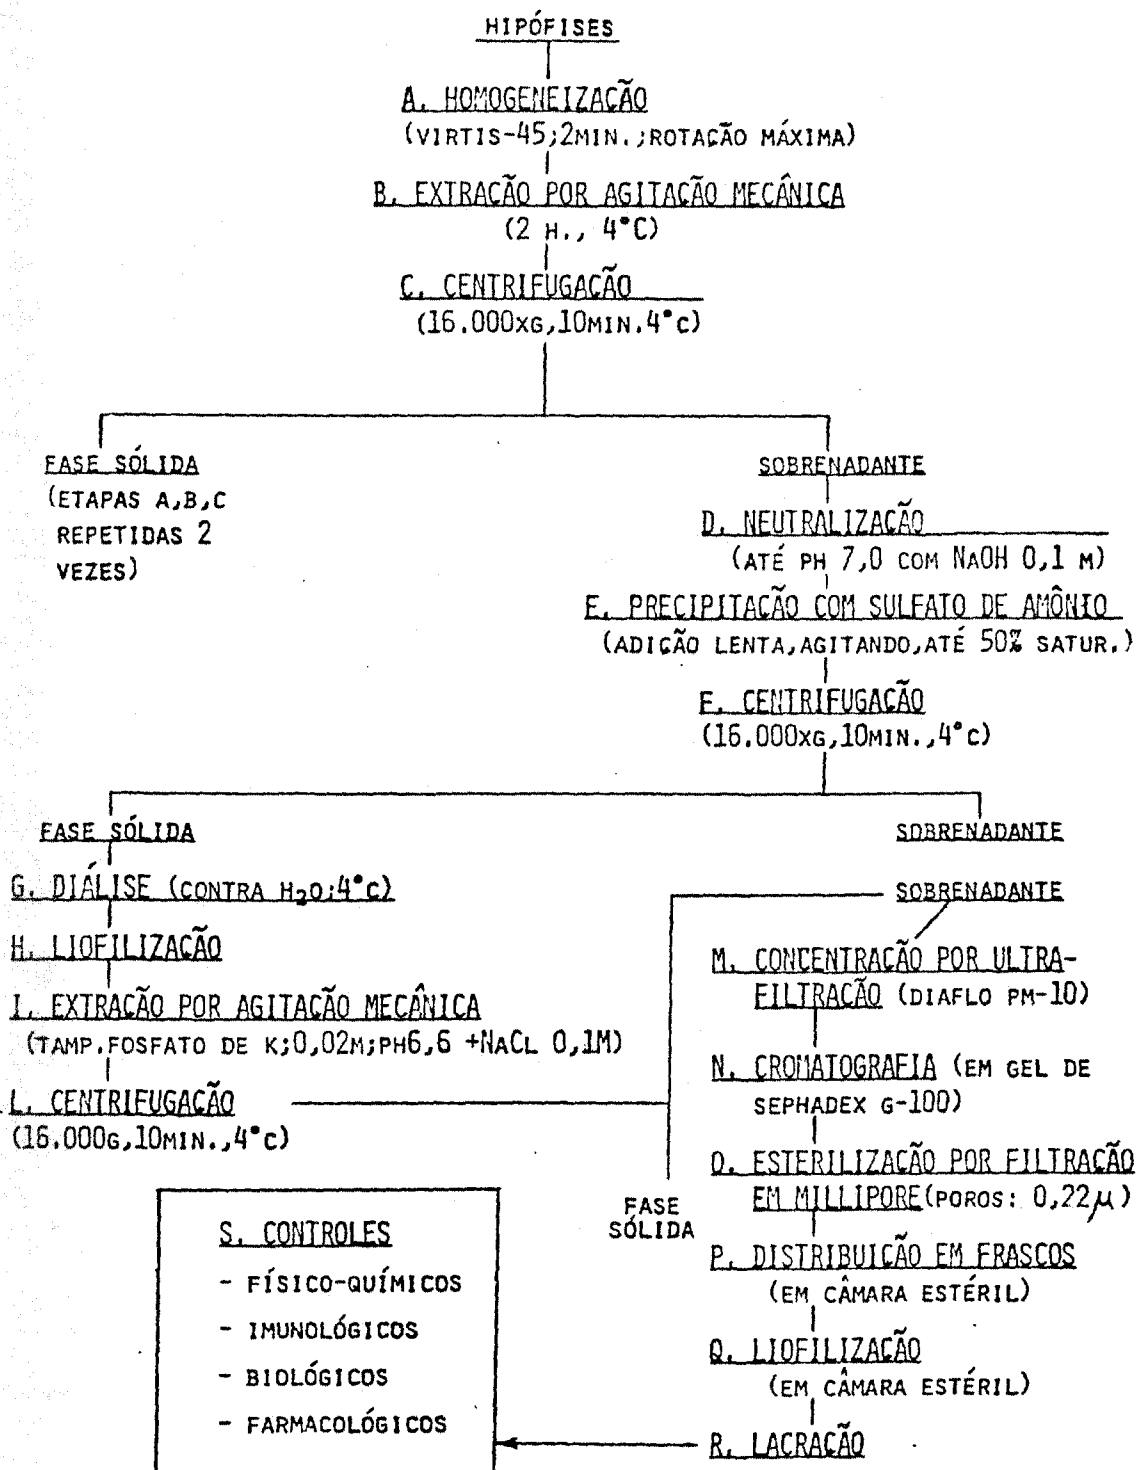 HIPÓFISES
A. HOMOGENEIZAÇÃO
(VIRTIS-45;2MIN.;ROTAÇÃO MÁXIMA)
B. EXTRAÇÃO POR AGITAÇÃO MECÂNICA
(2 H., 4°C)
C. CENTRIFUGAÇÃO
(16.000XG,10MIN.4°C)
FASE SÓLIDA
(ETAPAS A,B,C
REPETIDAS 2
VEZES)
SOBRENADANTE
D. NEUTRALIZAÇÃO
(ATÉ PH 7,0 COM NAOH 0,1 M)
E. PRECIPITAÇÃO COM SULFATO DE AMÔNIO
(ADIÇÃO LENTA,AGITANDO,ATÉ 50% SATUR.)
F. CENTRIFUGAÇÃO
(16.000XG,10MIN.,4°C)
FASE SÓLIDA
G. DIÁLISE (CONTRA H2O;4°C)
H. LIOFILIZAÇÃO
I. EXTRAÇÃO POR AGITAÇÃO MECÂNICA
(TAMP.FOSFATO DE K;0,02M;PH6,6 +NACL 0,1M)
L. CENTRIFUGAÇÃO
(16.000G,10MIN.,4°C)
SOBRENADANTE
SOBRENADANTE
FASE
SÓLIDA
M. CONCENTRAÇÃO POR ULTRA-
FILTRAÇÃO (DIAFLO PM-10)
N. CROMATOGRAFIA (EM GEL DE
SEPHADEX G-100)
O. ESTERILIZAÇÃO POR FILTRAÇÃO
EM MILLIPORE(POROS: 0,22μ)
P. DISTRIBUIÇÃO EM FRASCOS
(EM CÂMARA ESTÉRIL)
Q. LIOFILIZAÇÃO
(EM CÂMARA ESTÉRIL)
R. LACRAÇÃO
S. CONTROLES
- FÍSICO-QUÍMICOS
- IMUNOLÓGICOS
- BIOLÓGICOS
- FARMACOLÓGICOS